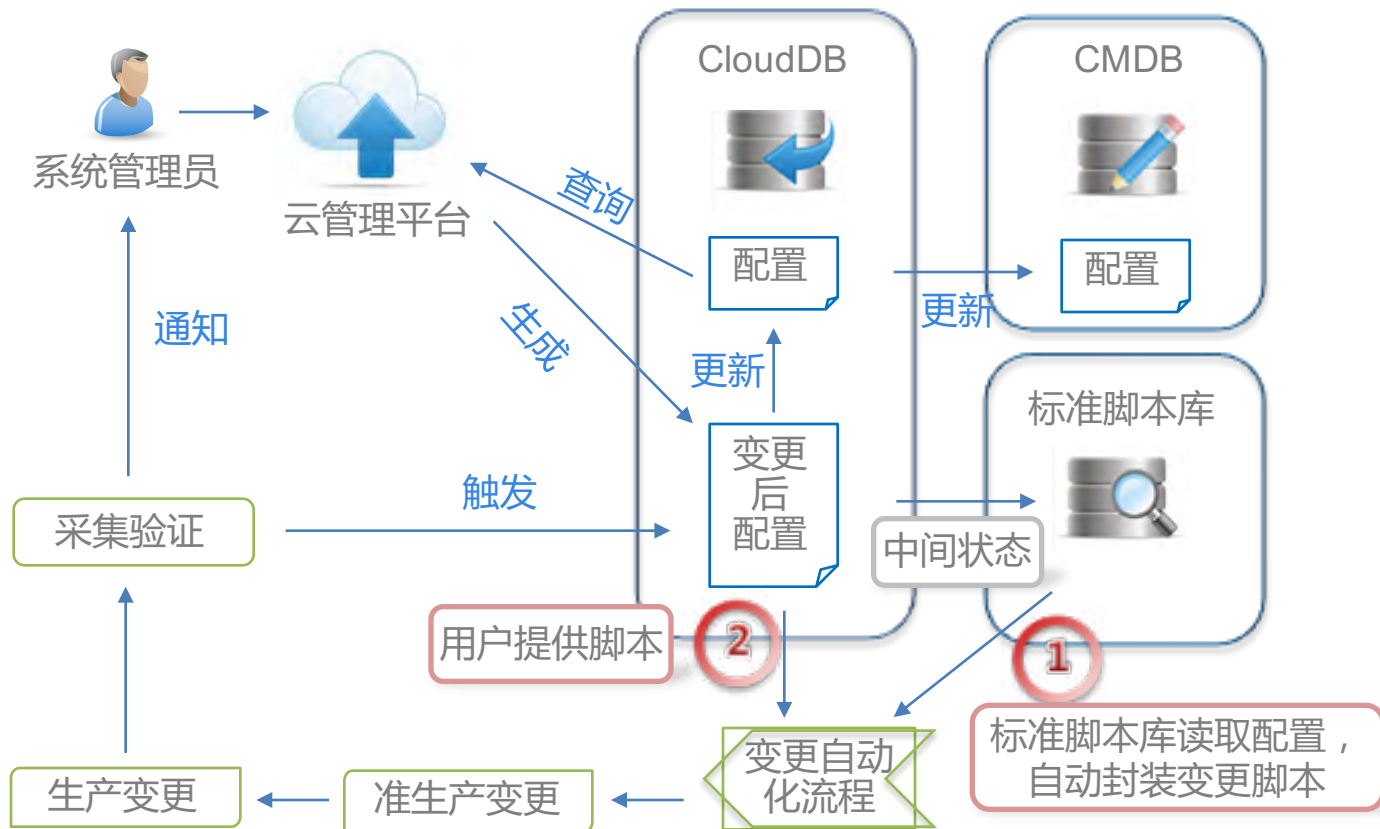 CloudDB
CMDB
系统管理员
云管理平台
查询
配置
配置
更新
通知
生成
更新
标准脚本库
变更
后
配置
触发
采集验证
中间状态
用户提供脚本
2
1
标准脚本库读取配置，
自动封装变更脚本
变更自动
化流程
准生产变更
生产变更